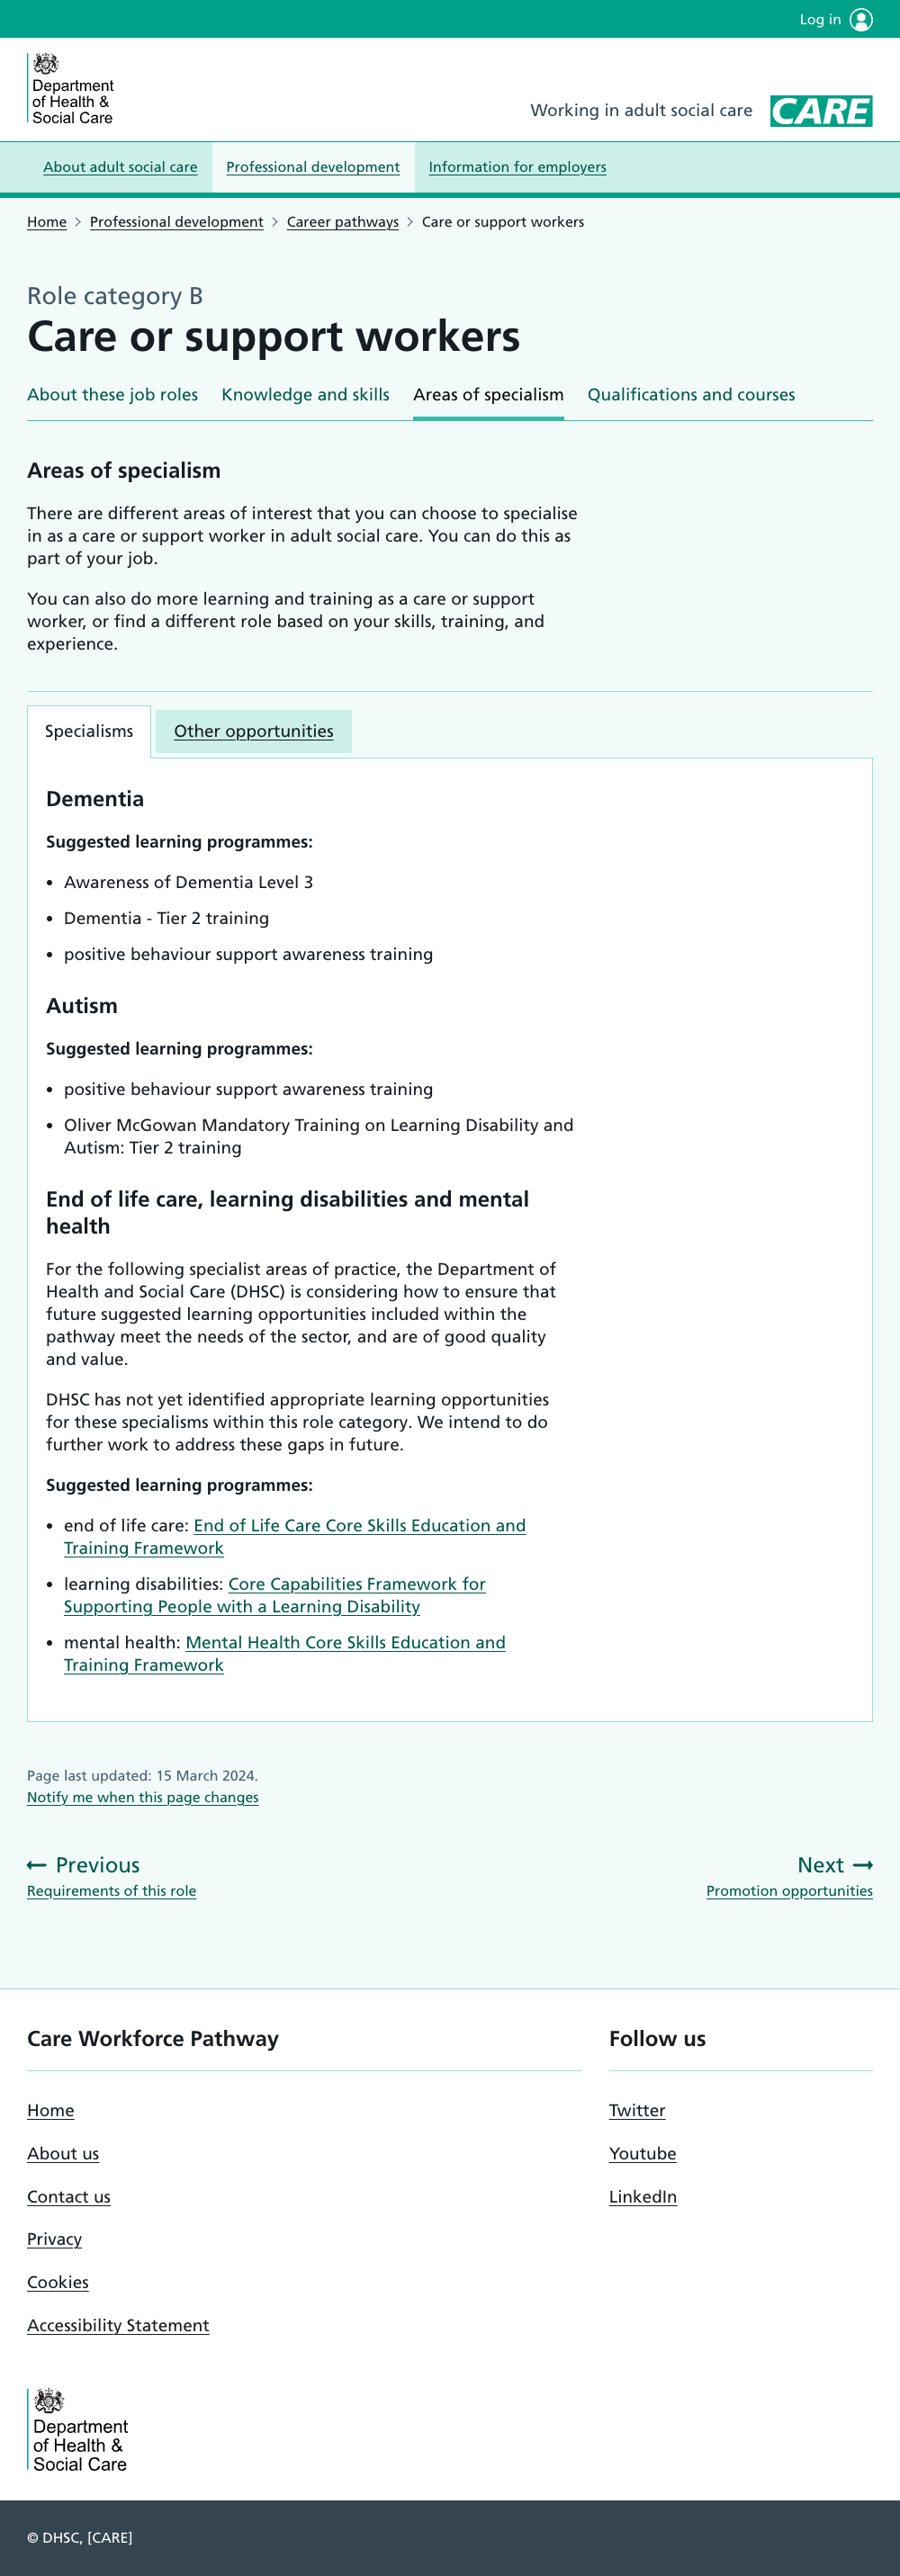 Log in
Department
of Health &
Social Care
Working in adult social care
CARE
About adult social care
Professional development
Information for employers
Home
Professional development
Career pathways
Care or support workers
Role category B
Care or support workers
About these job roles
Knowledge and skills
Areas of specialism
Qualifications and courses
Areas of specialism
There are different areas of interest that you can choose to specialise
in as a care or support worker in adult social care. You can do this as
part of your job.
You can also do more learning and training as a care or support
worker, or find a different role based on your skills, training, and
experience.
Specialisms
Other opportunities
Dementia
Suggested learning programmes:
• Awareness of Dementia Level 3
• Dementia - Tier 2 training
• positive behaviour support awareness training
Autism
Suggested learning programmes:
• positive behaviour support awareness training
• Oliver McGowan Mandatory Training on Learning Disability and
Autism: Tier 2 training
End of life care, learning disabilities and mental
health
For the following specialist areas of practice, the Department of
Health and Social Care (DHSC) is considering how to ensure that
future suggested learning opportunities included within the
pathway meet the needs of the sector, and are of good quality
and value.
DHSC has not yet identified appropriate learning opportunities
for these specialisms within this role category. We intend to do
further work to address these gaps in future.
Suggested learning programmes:
• end of life care: End of Life Care Core Skills Education and
Training Framework
• learning disabilities: Core Capabilities Framework for
Supporting People with a Learning Disability
• mental health: Mental Health Core Skills Education and
Training Framework
Page last updated: 15 March 2024.
Notify me when this page changes
Previous
Requirements of this role
Next
Promotion opportunities
Care Workforce Pathway
Home
About us
Contact us
Privacy
Cookies
Accessibility Statement
Follow us
Twitter
Youtube
LinkedIn
Department
of Health &
Social Care
© DHSC, [CARE]